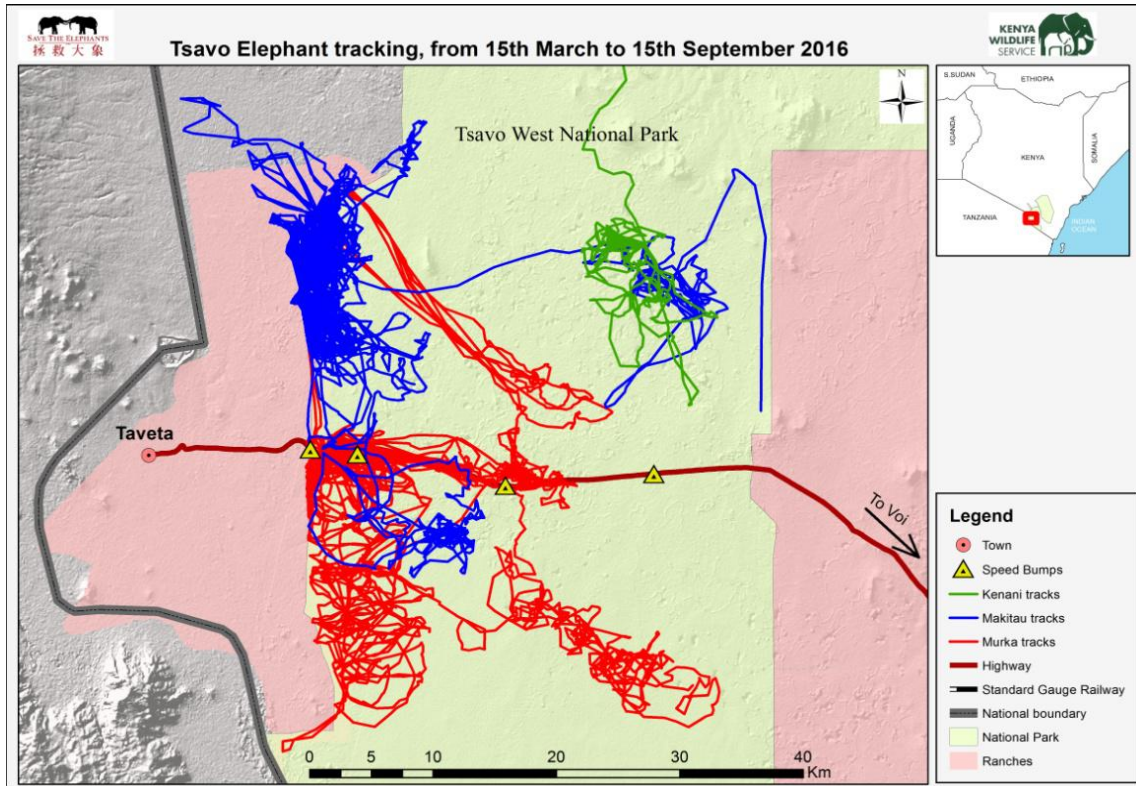 SAVE THE ELEPHANTS
拯救大象
Tsavo Elephant tracking, from 15th March to 15th September 2016
KENYA
WILDLIFE
SERVICE
N
Tsavo West National Park
S.SUDAN
ETHIOPIA
UGANDA
KENYA
SOMALIA
TANZANIA
INDIAN
OCEAN
Taveta
To Voi
Legend
Town
Speed Bumps
Kenani tracks
Makitau tracks
Murka tracks
Highway
Standard Gauge Railway
National boundary
National Park
Ranches
0 5 10 20 30 40
Km